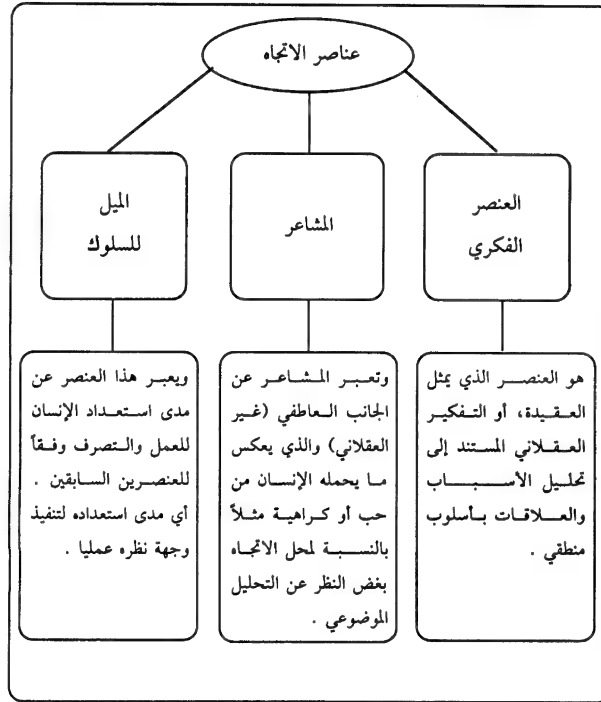 عناصر الاتجاه
العنصر
الفكري
المشاعر
الميل
للسلوك
هو العنصر الذي يمثل
العقيدة، أو التفكير
العقلاني المستند إلى
تحليل الأسباب
والعلاقات بأسلوب
منطقي .
وتعبر المشاعر عن
الجانب العاطفي (غير
العقلاني) والذي يعكس
ما يحمله الإنسان من
حب أو كراهية مثلاً
بالنسبة لمحل الاتجاه
بغض النظر عن التحليل
الموضوعي .
ويعبر هذا العنصر عن
مدى استعداد الإنسان
للعمل والتصرف وفقاً
للعنصرين السابقين .
أي مدى استعداده لتنفيذ
وجهة نظره عمليا .